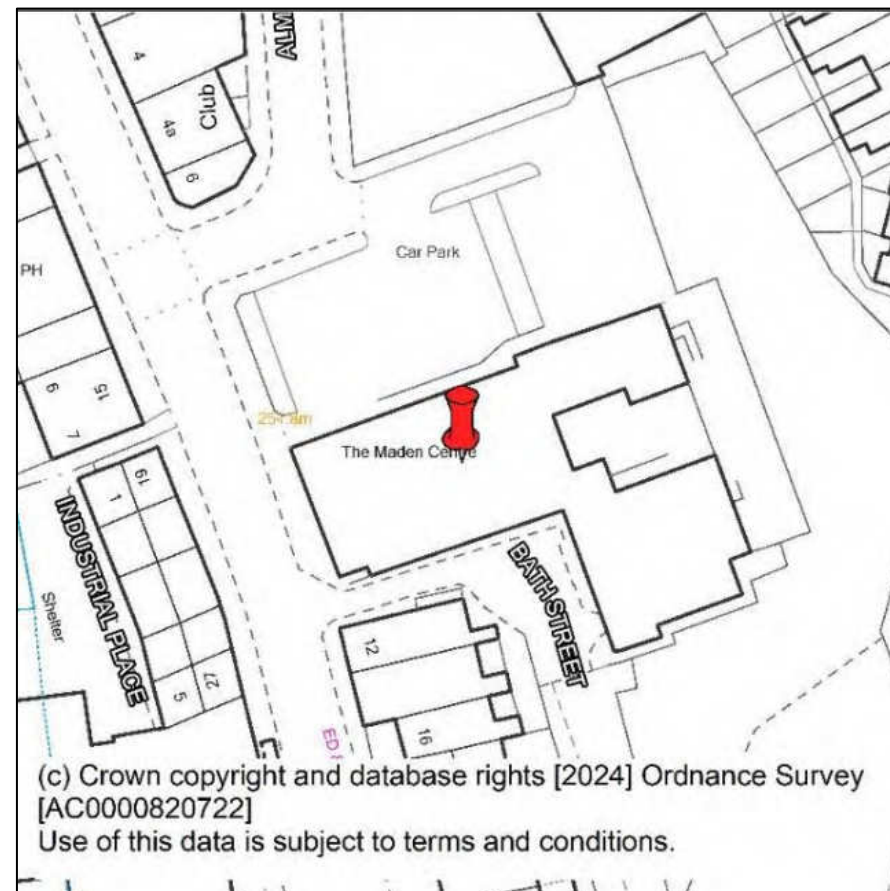 ALM
4
Club
4a
6
Car Park
PH
15
9
7
The Maden Centre
19
1
INDUSTRIAL PLACE
BATH STREET
Shelter
12
27
5
16
ED
(c) Crown copyright and database rights [2024] Ordnance Survey
[AC0000820722]
Use of this data is subject to terms and conditions.